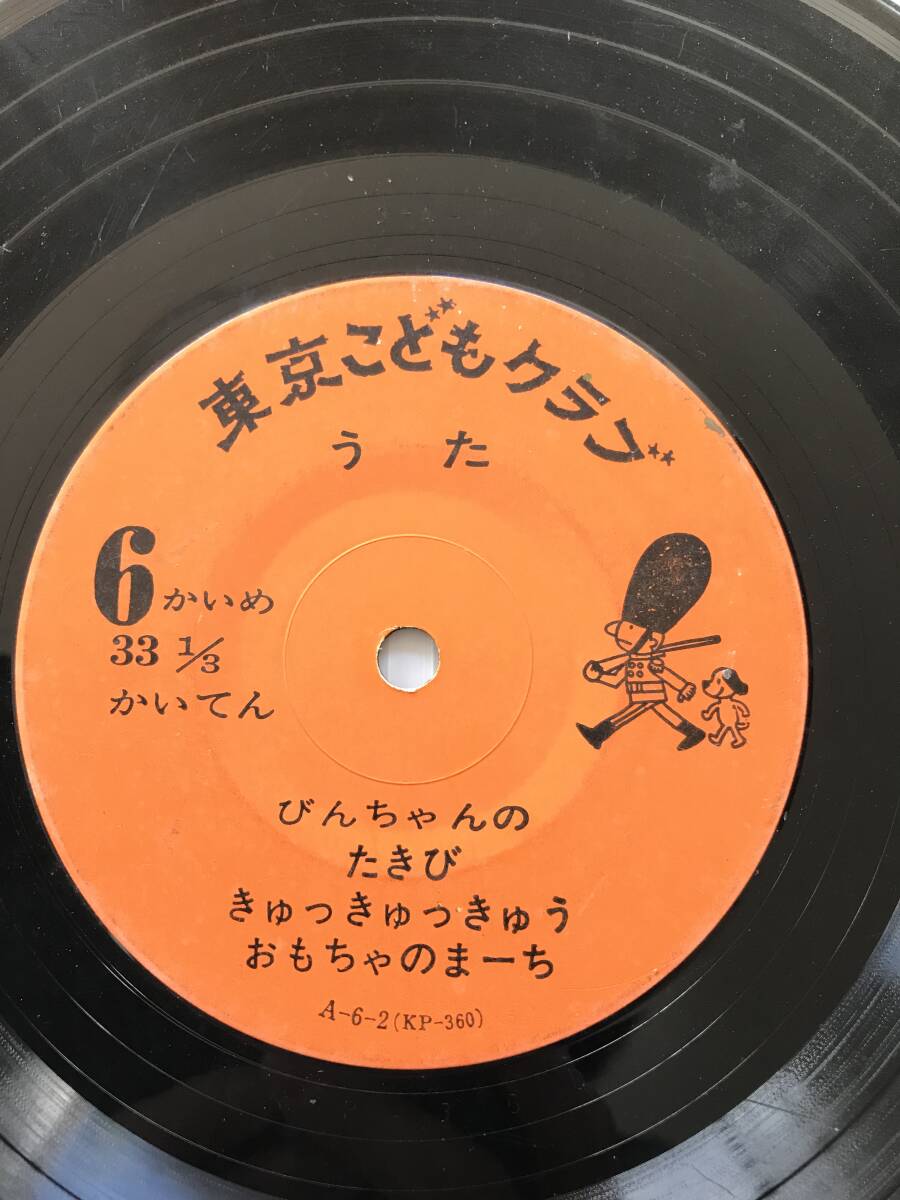 東京こどもクラブ
うた
6かいめ
33 1/3
かいてん
びんちゃんの
たきび
きゅっきゅっきゅう
おもちゃのまーち
A-6-2(KP-360)